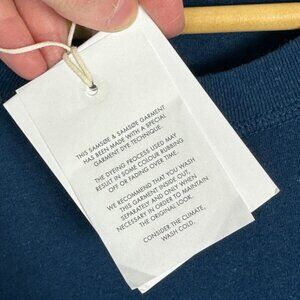 THIS SAMSØE & SAMSØE GARMENT
HAS BEEN MADE WITH A SPECIAL
GARMENT DYE TECHNIQUE.
THE DYEING PROCESS USED MAY
RESULT IN SOME COLOUR RUBBING
OFF OR FADING OVER TIME.
WE RECOMMEND THAT YOU WASH
THIS GARMENT INSIDE OUT,
SEPARATELY AND ONLY WHEN
NECESSARY IN ORDER TO MAINTAIN
THE ORIGINAL LOOK.
CONSIDER THE CLIMATE,
WASH COLD.